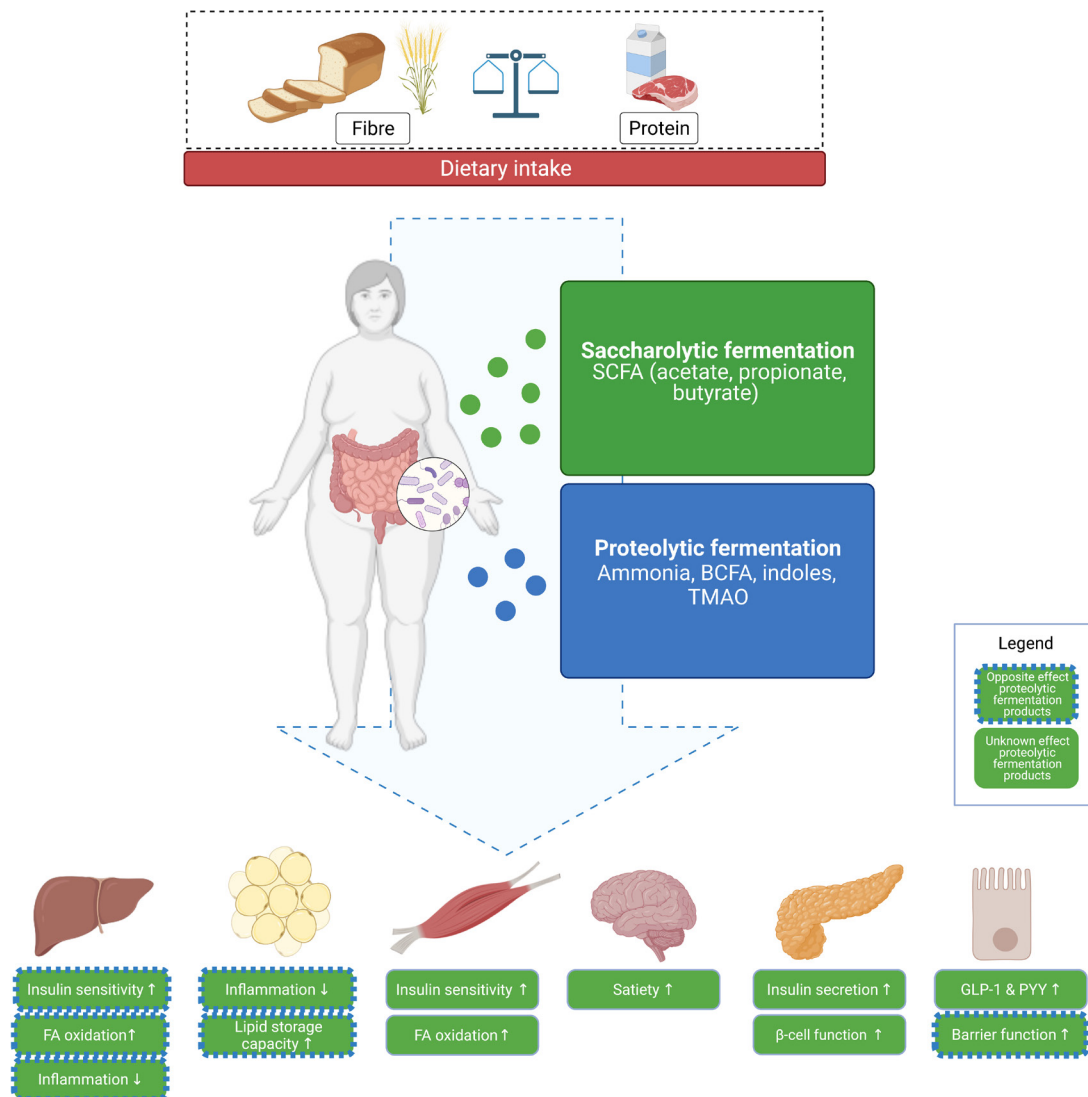 Fibre
Protein
Dietary intake
Saccharolytic fermentation
SCFA (acetate, propionate,
butyrate)
Proteolytic fermentation
Ammonia, BCFA, indoles,
TMAO
Legend
Opposite effect
proteolytic
fermentation
products
Unknown effect
proteolytic
fermentation
products
Insulin sensitivity ↑
FA oxidation↑
Inflammation ↓
Inflammation ↓
Lipid storage
capacity ↑
Insulin sensitivity ↑
FA oxidation ↑
Satiety ↑
Insulin secretion ↑
β-cell function ↑
GLP-1 & PYY ↑
Barrier function ↑